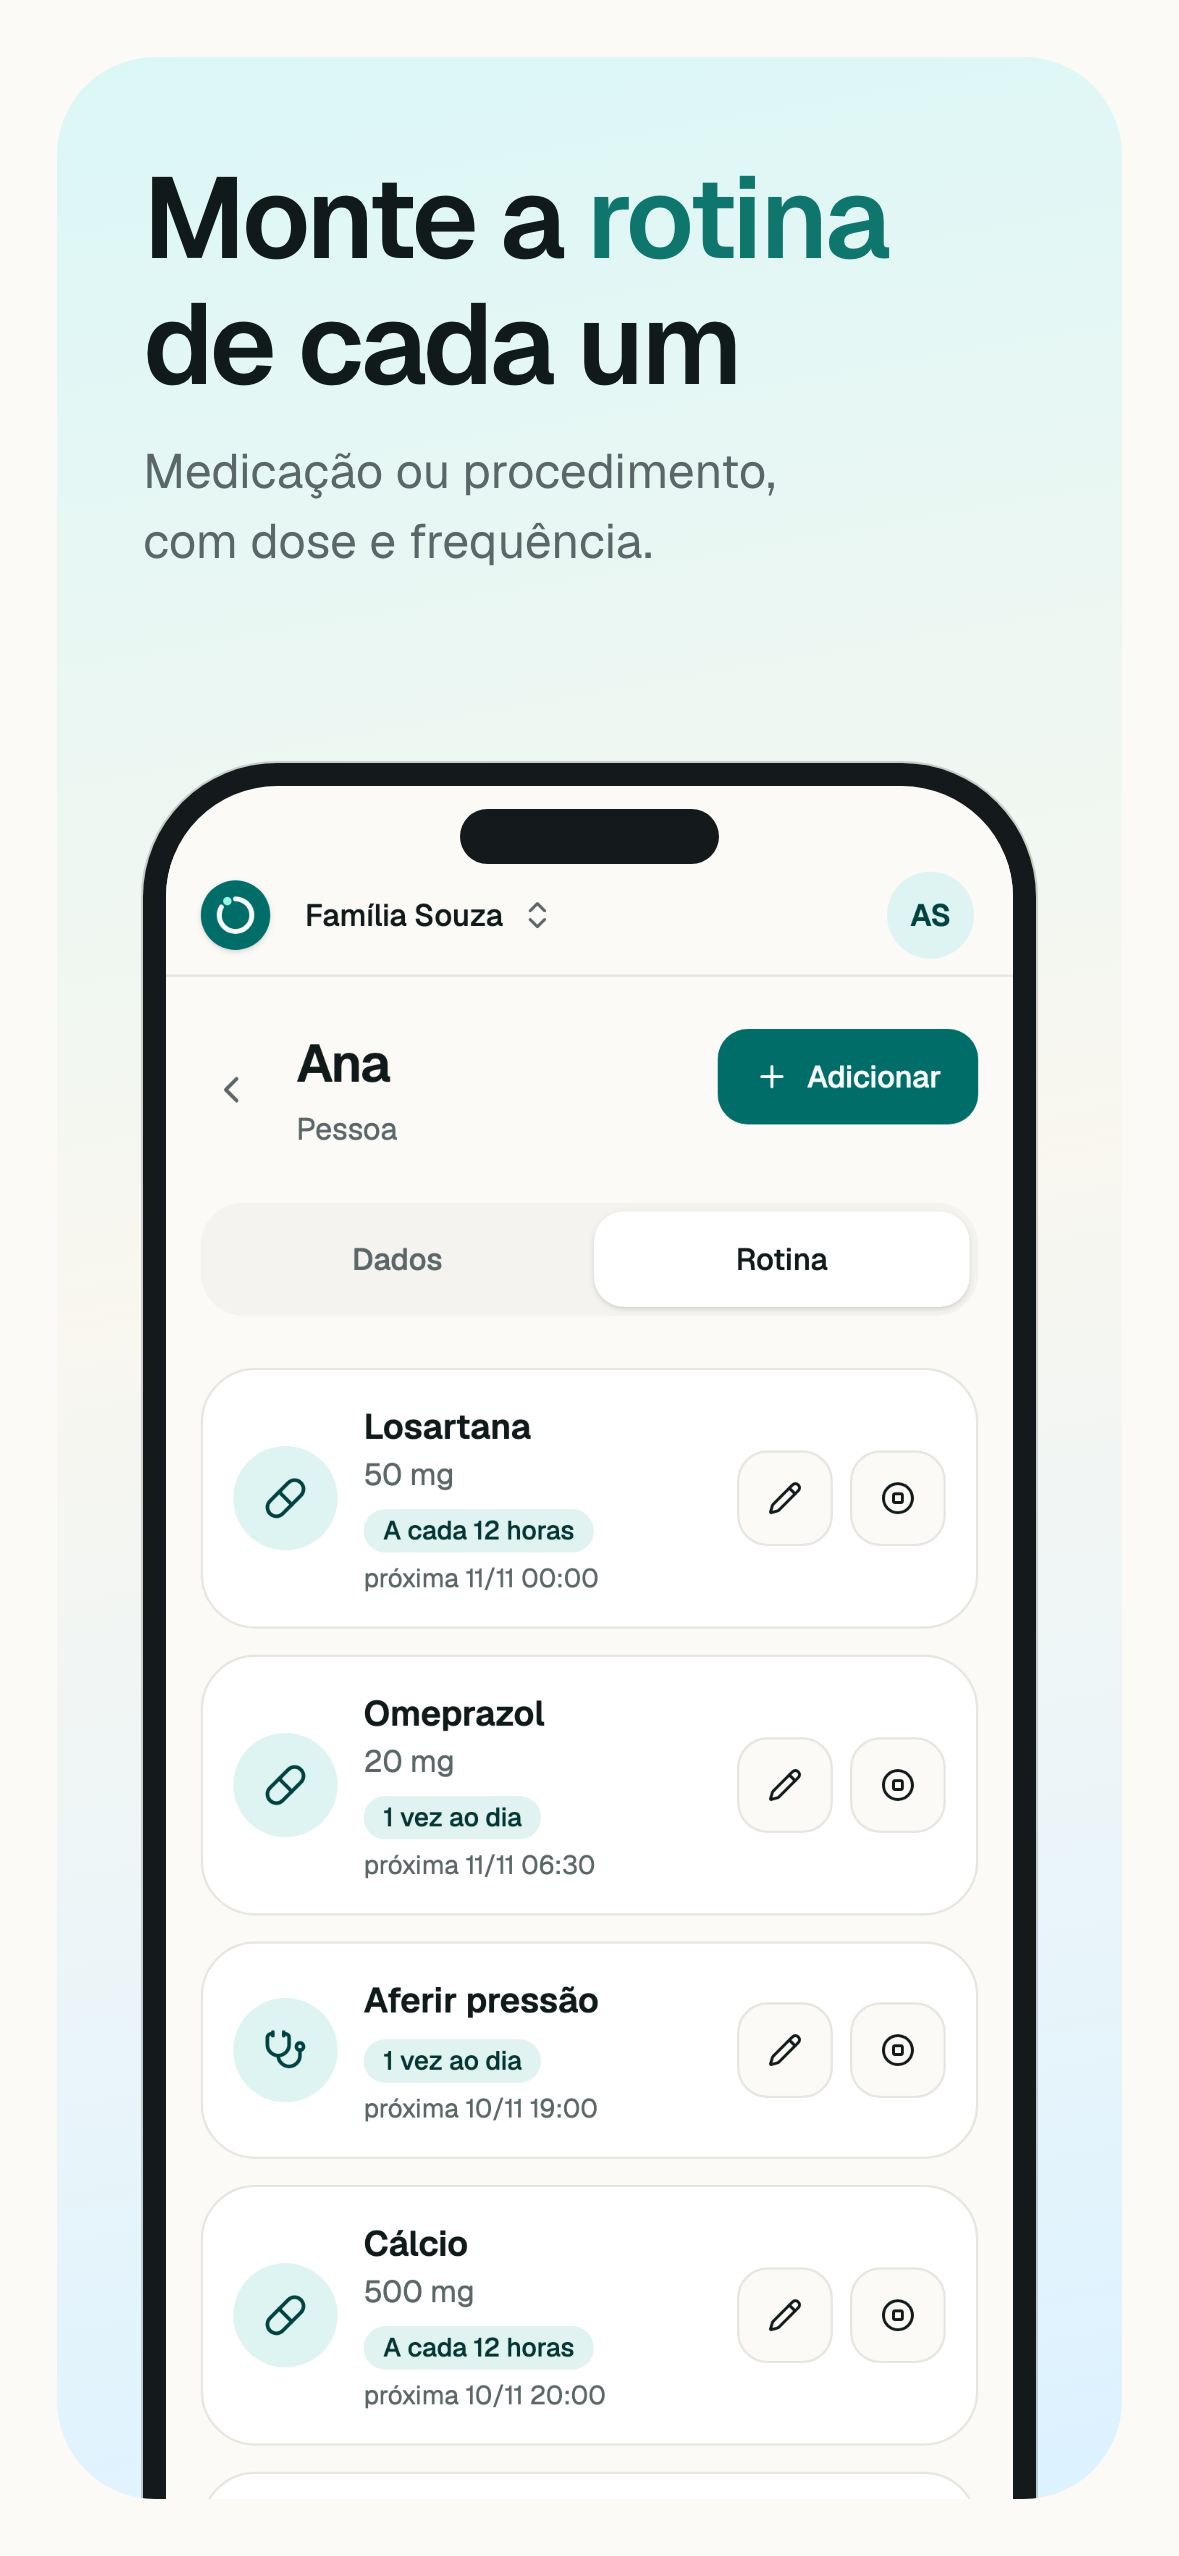 Monte a rotina
de cada um
Medicação ou procedimento,
com dose e frequência.
Família Souza
AS
Ana
Pessoa
Adicionar
Dados
Rotina
Losartana
50 mg
A cada 12 horas
próxima 11/11 00:00
Omeprazol
20 mg
1 vez ao dia
próxima 11/11 06:30
Aferir pressão
1 vez ao dia
próxima 10/11 19:00
Cálcio
500 mg
A cada 12 horas
próxima 10/11 20:00